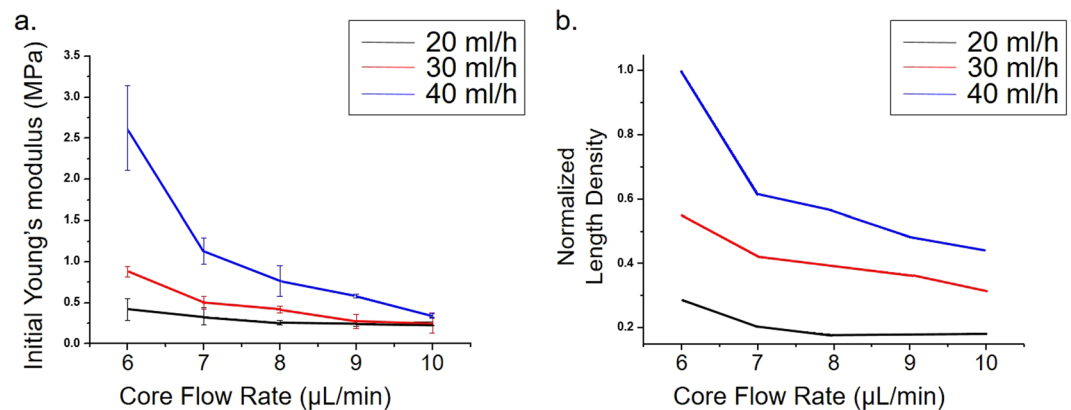 a.
20 ml/h
30 ml/h
40 ml/h
Initial Young's modulus (MPa)
3.5
3.0
2.5
2.0
1.5
1.0
0.5
0.0
6 7 8 9 10
Core Flow Rate (μL/min)
b.
20 ml/h
30 ml/h
40 ml/h
Normalized
Length Density
1.0
0.8
0.6
0.4
0.2
6 7 8 9 10
Core Flow Rate (μL/min)